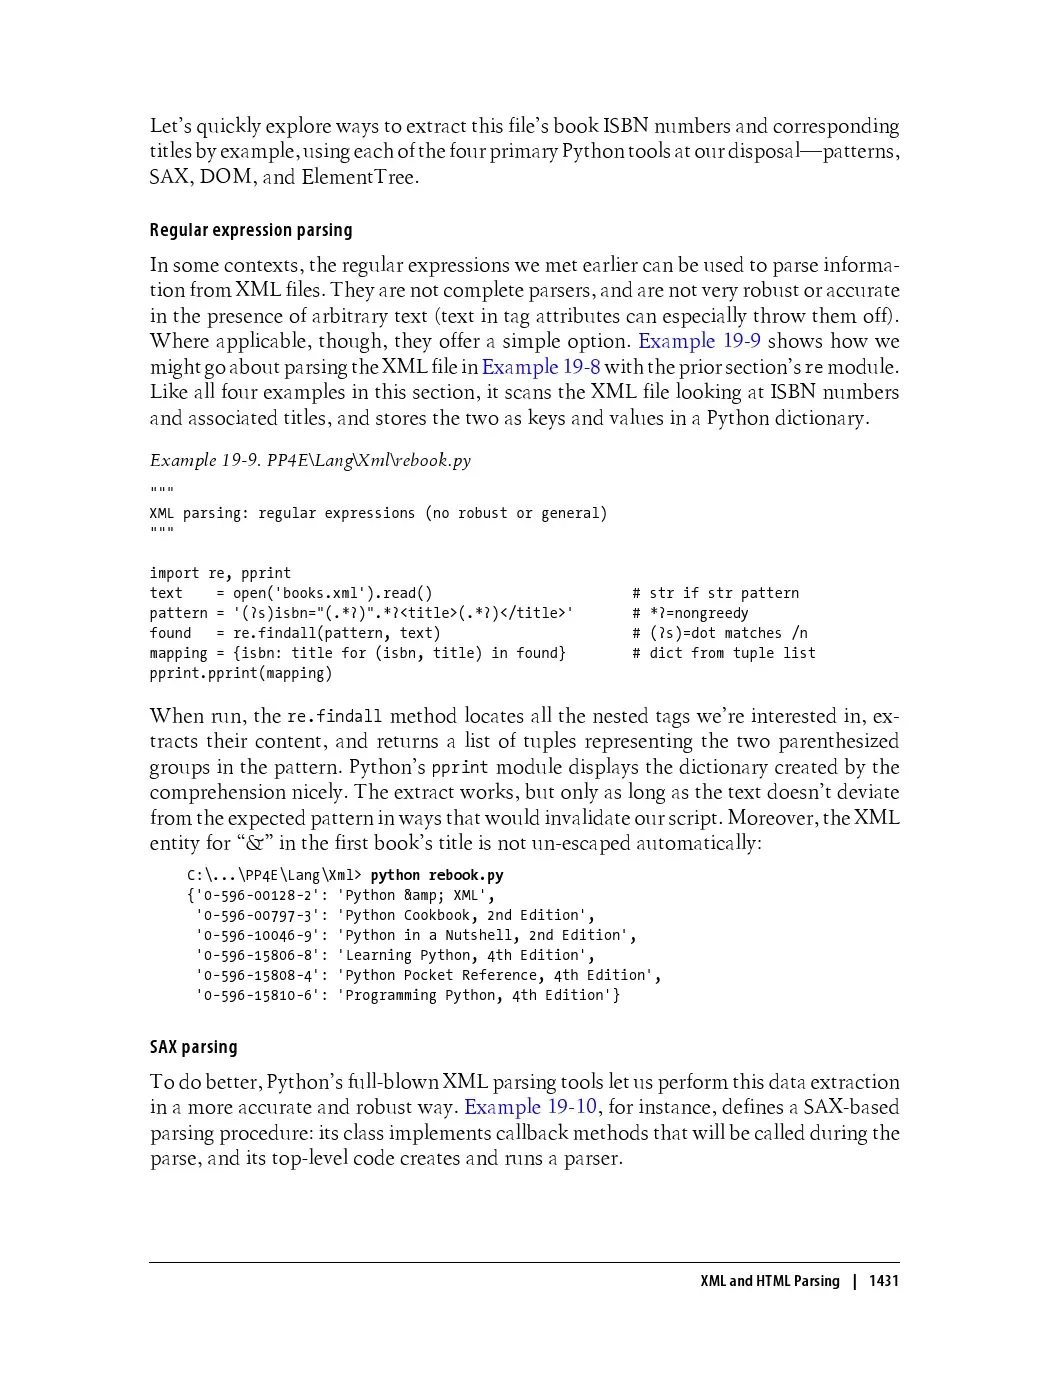 Let's quickly explore ways to extract this file's book ISBN numbers and corresponding
titles by example, using each of the four primary Python tools at our disposal—patterns,
SAX, DOM, and ElementTree.
Regular expression parsing
In some contexts, the regular expressions we met earlier can be used to parse informa-
tion from XML files. They are not complete parsers, and are not very robust or accurate
in the presence of arbitrary text (text in tag attributes can especially throw them off).
Where applicable, though, they offer a simple option. Example 19-9 shows how we
might go about parsing the XML file in Example 19-8 with the prior section's re module.
Like all four examples in this section, it scans the XML file looking at ISBN numbers
and associated titles, and stores the two as keys and values in a Python dictionary.
Example 19-9. PP4E\Lang\Xml\rebook.py
"""
XML parsing: regular expressions (no robust or general)
"""
import re, pprint
text    = open('books.xml').read()                        # str if str pattern
pattern = '(?s)isbn="(.*?)".*?<title>(.*?)</title>'       # *?=nongreedy
found   = re.findall(pattern, text)                       # (?s)=dot matches /n
mapping = {isbn: title for (isbn, title) in found}        # dict from tuple list
pprint.pprint(mapping)
When run, the re.findall method locates all the nested tags we're interested in, ex-
tracts their content, and returns a list of tuples representing the two parenthesized
groups in the pattern. Python's pprint module displays the dictionary created by the
comprehension nicely. The extract works, but only as long as the text doesn't deviate
from the expected pattern in ways that would invalidate our script. Moreover, the XML
entity for "&" in the first book's title is not un-escaped automatically:
C:\...\PP4E\Lang\Xml> python rebook.py
{'0-596-00128-2': 'Python &amp; XML',
'0-596-00797-3': 'Python Cookbook, 2nd Edition',
'0-596-10046-9': 'Python in a Nutshell, 2nd Edition',
'0-596-15806-8': 'Learning Python, 4th Edition',
'0-596-15808-4': 'Python Pocket Reference, 4th Edition',
'0-596-15810-6': 'Programming Python, 4th Edition'}
SAX parsing
To do better, Python's full-blown XML parsing tools let us perform this data extraction
in a more accurate and robust way. Example 19-10, for instance, defines a SAX-based
parsing procedure: its class implements callback methods that will be called during the
parse, and its top-level code creates and runs a parser.
XML and HTML Parsing | 1431